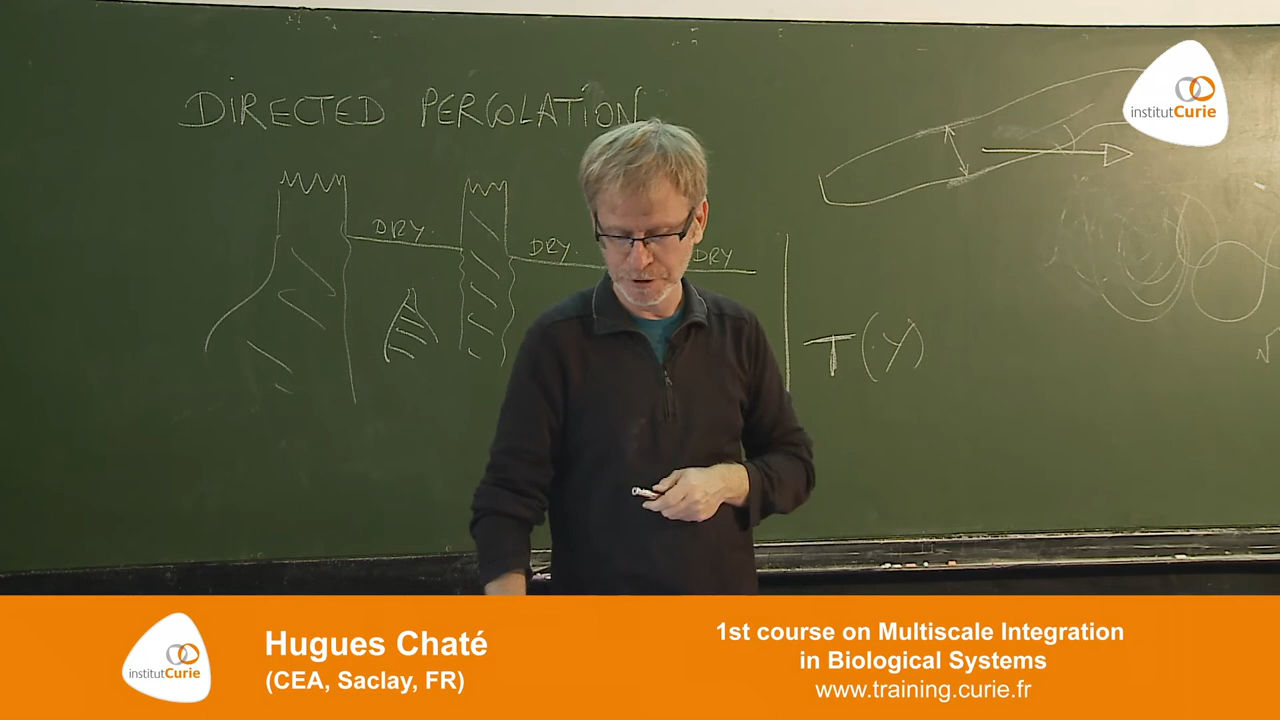 DIRECTED PERCOLATION
institutCurie
DRY.
DRY.
DRY
T(Y)
√
institutCurie
Hugues Chaté
(CEA, Saclay, FR)
1st course on Multiscale Integration
in Biological Systems
www.training.curie.fr